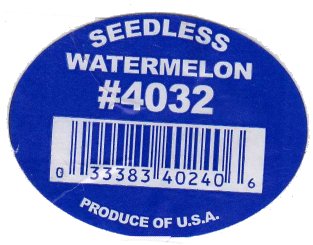 SEEDLESS
WATERMELON
#4032
0 33383 40240 6
PRODUCE OF U.S.A.